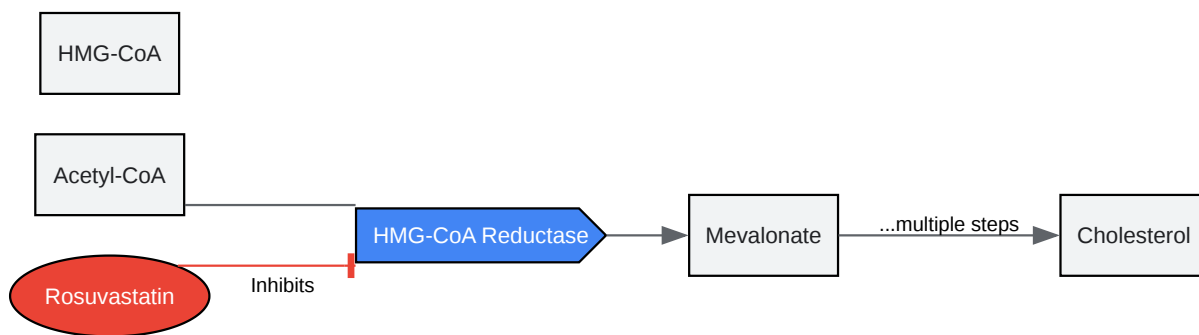 HMG-CoA
Acetyl-CoA
HMG-CoA Reductase
Mevalonate
...multiple steps
Cholesterol
Inhibits
Rosuvastatin